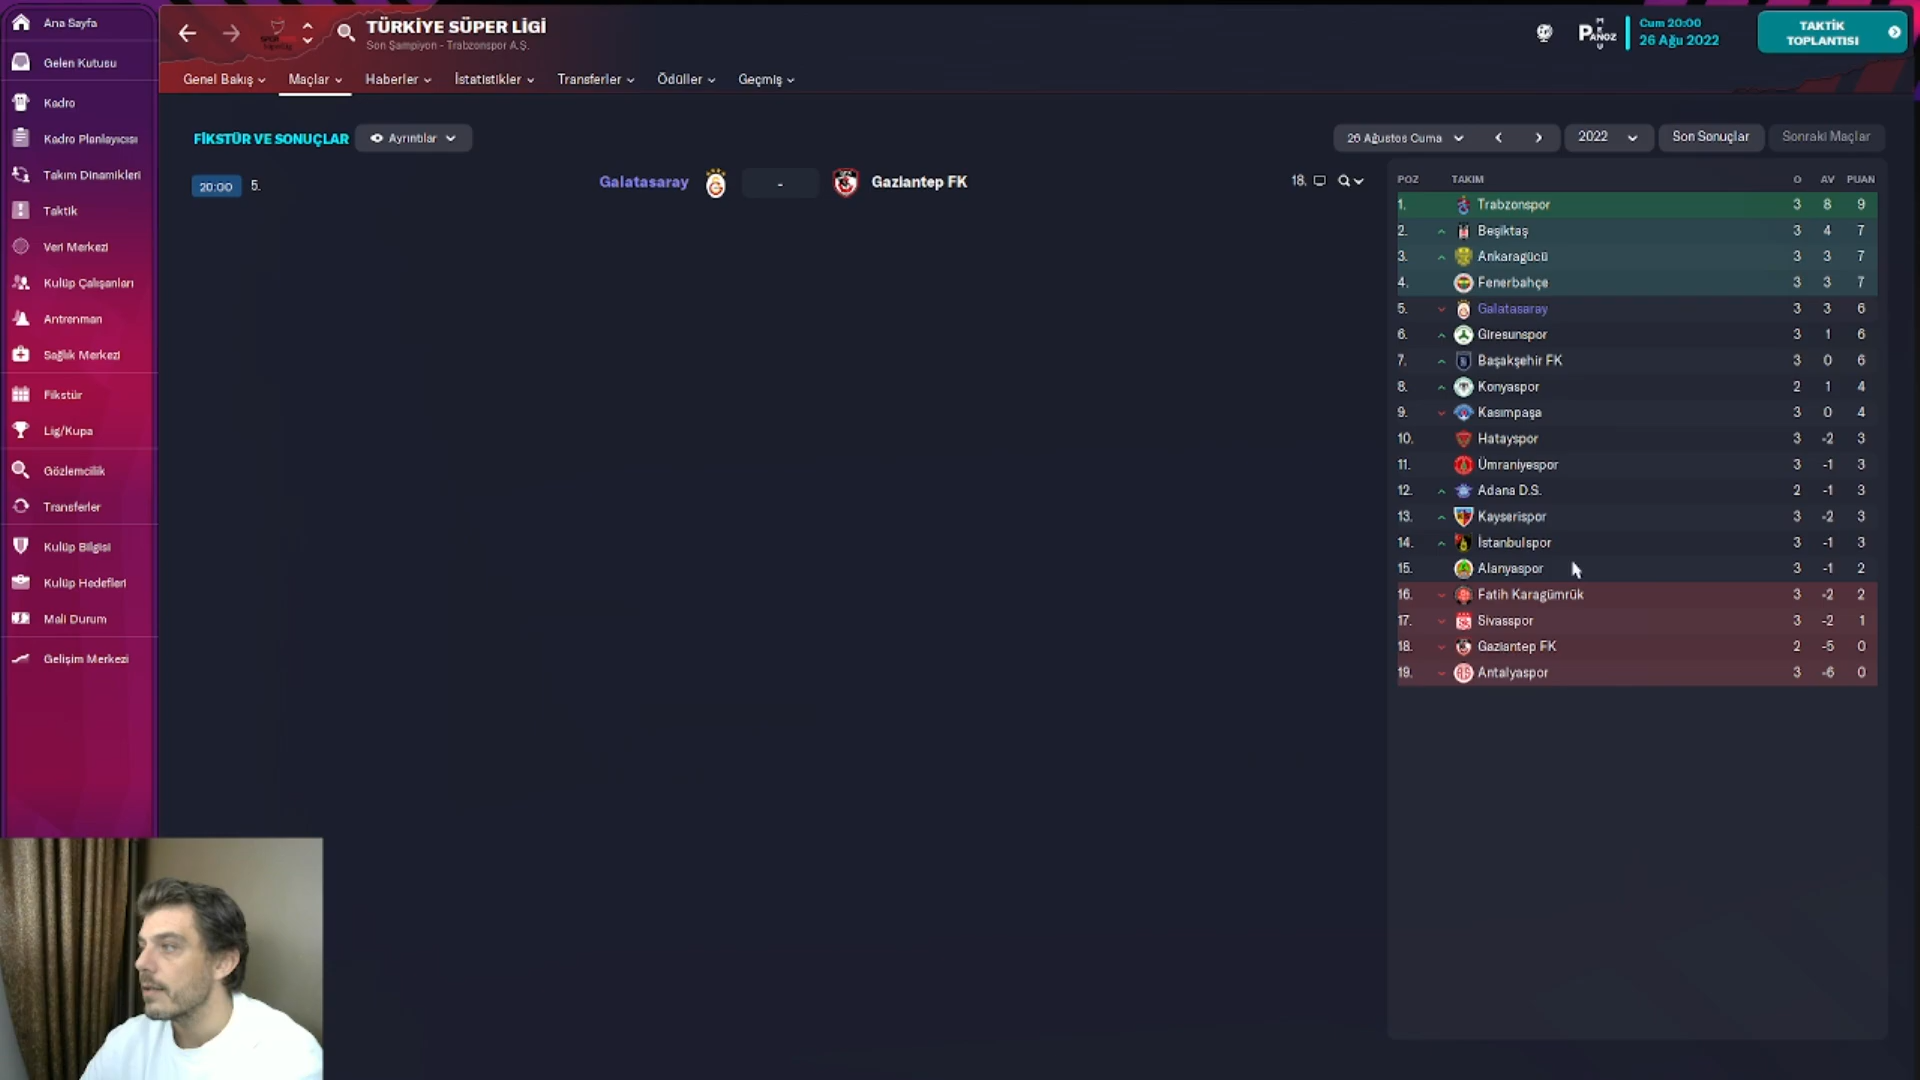 Ana Sayfa
Gelen Kutusu
Kadro
Kadro Planlayıcısı
Takım Dinamikleri
Taktik
Veri Merkezi
Kulüp Çalışanları
Antrenman
Sağlık Merkezi
Fikstür
Lig/Kupa
Gözlemcilik
Transferler
Kulüp Bilgisi
Kulüp Hedefleri
Mali Durum
Gelişim Merkezi
TÜRKİYE SÜPER LİGİ
Son Şampiyon - Trabzonspor A.Ş.
Cum 20:00
26 Ağu 2022
TAKTİK
TOPLANTISI
Genel Bakış Maçlar Haberler İstatistikler Transferler Ödüller Geçmiş
FİKSTÜR VE SONUÇLAR Ayrıntılar
26 Ağustos Cuma 2022 Son Sonuçlar Sonraki Maçlar
20:00 5. Galatasaray - Gaziantep FK 18.
POZ TAKIM O AV PUAN
1. Trabzonspor 3 8 9
2. Beşiktaş 3 4 7
3. Ankaragücü 3 3 7
4. Fenerbahçe 3 3 7
5. Galatasaray 3 3 6
6. Giresunspor 3 1 6
7. Başakşehir FK 3 0 6
8. Konyaspor 2 1 4
9. Kasımpaşa 3 0 4
10. Hatayspor 3 -2 3
11. Ümraniyespor 3 -1 3
12. Adana D.S. 2 -1 3
13. Kayserispor 3 -2 3
14. İstanbulspor 3 -1 3
15. Alanyaspor 3 -1 2
16. Fatih Karagümrük 3 -2 2
17. Sivasspor 3 -2 1
18. Gaziantep FK 2 -5 0
19. Antalyaspor 3 -6 0